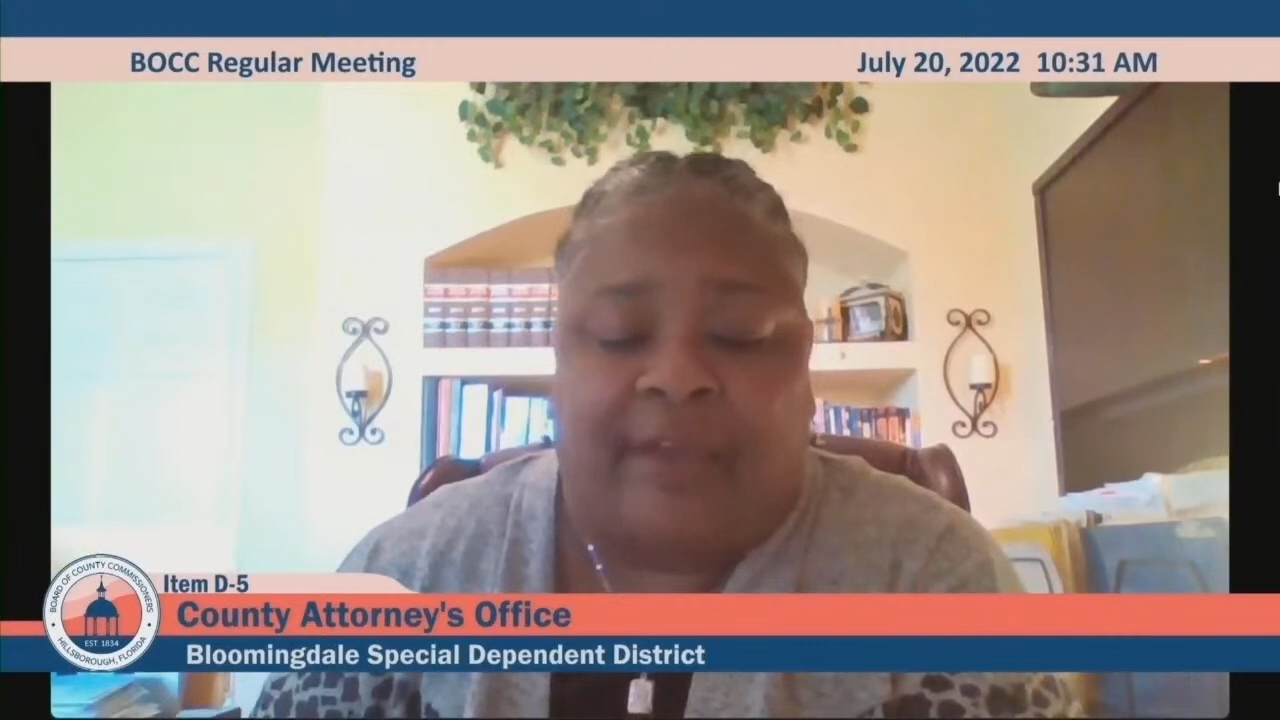 BOCC Regular Meeting
July 20, 2022 10:31 AM
Item D-5
County Attorney's Office
Bloomingdale Special Dependent District
BOARD OF COUNTY COMMISSIONERS
EST. 1834
HILLSBOROUGH, FLORIDA